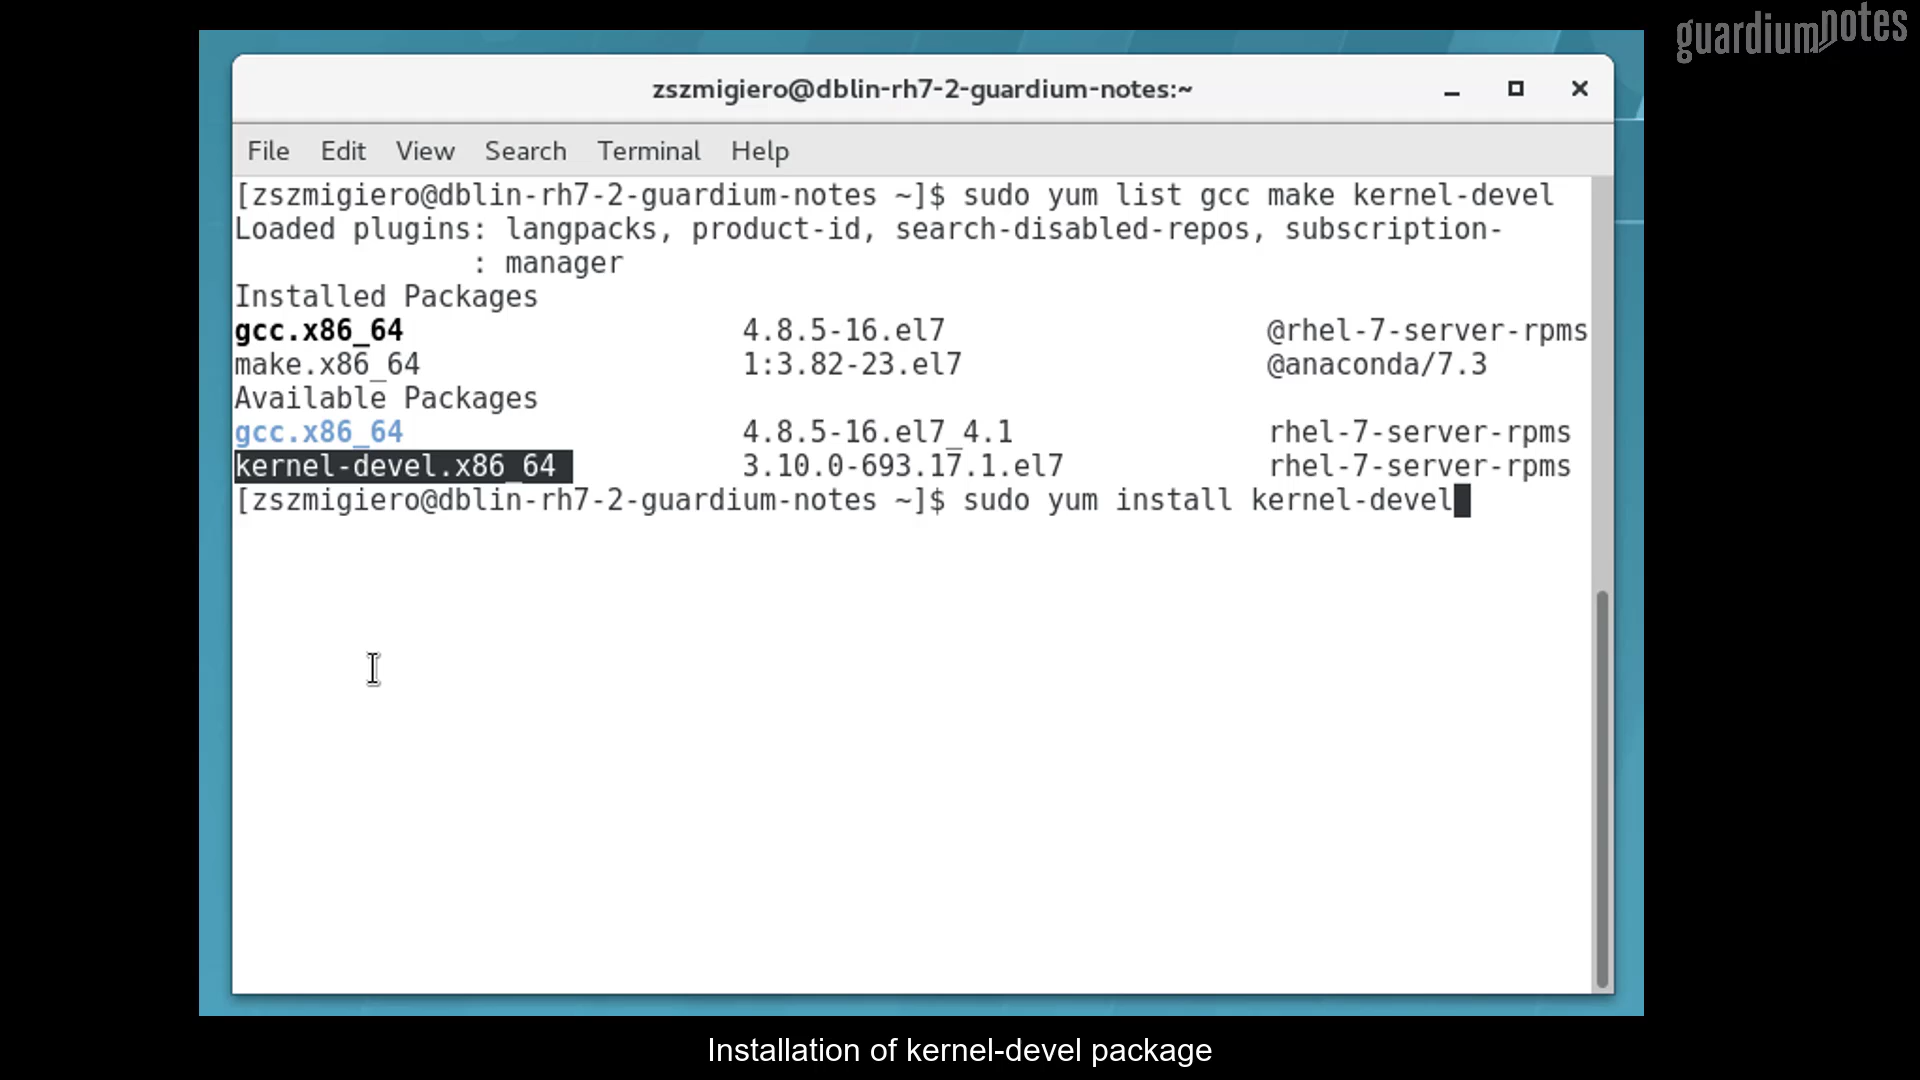 guardiumnotes
zszmigiero@dblin-rh7-2-guardium-notes:~
File Edit View Search Terminal Help
[zszmigiero@dblin-rh7-2-guardium-notes ~]$ sudo yum list gcc make kernel-devel
Loaded plugins: langpacks, product-id, search-disabled-repos, subscription-
              : manager
Installed Packages
gcc.x86_64                    4.8.5-16.el7                   @rhel-7-server-rpms
make.x86_64                   1:3.82-23.el7                  @anaconda/7.3
Available Packages
gcc.x86_64                    4.8.5-16.el7_4.1               rhel-7-server-rpms
kernel-devel.x86_64           3.10.0-693.17.1.el7            rhel-7-server-rpms
[zszmigiero@dblin-rh7-2-guardium-notes ~]$ sudo yum install kernel-devel
Installation of kernel-devel package